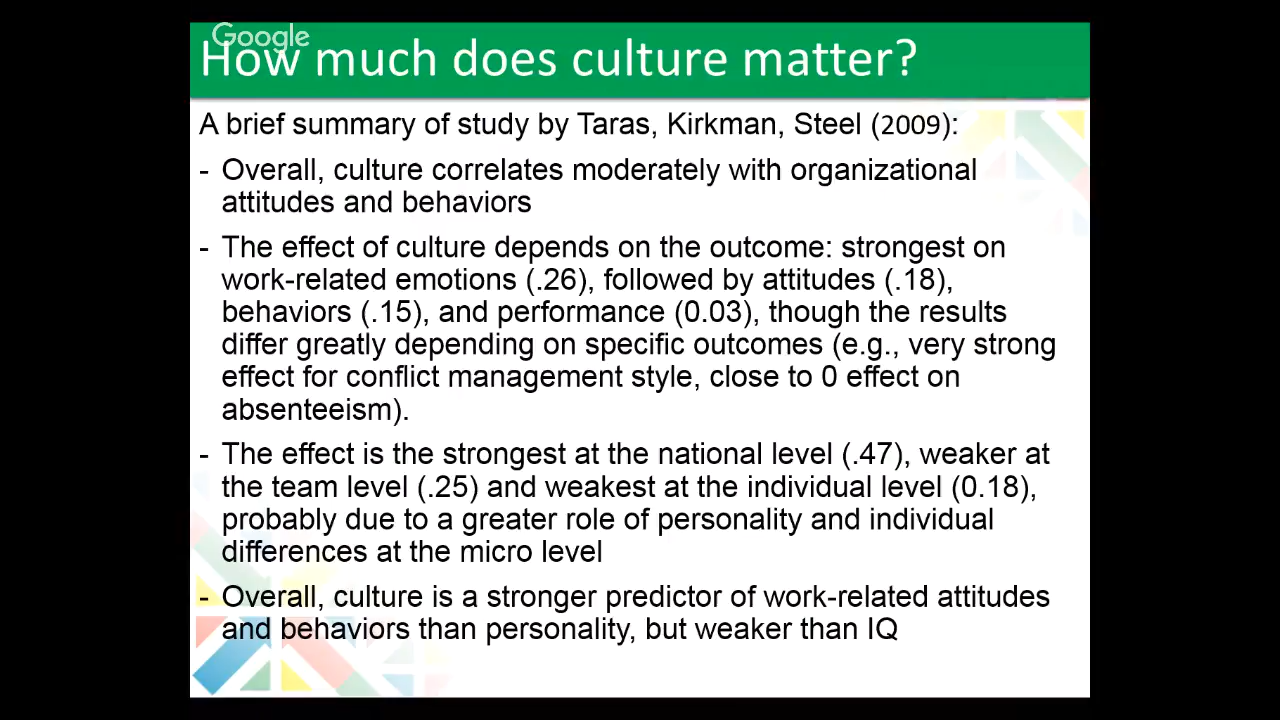 Google
How much does culture matter?
A brief summary of study by Taras, Kirkman, Steel (2009):
- Overall, culture correlates moderately with organizational
attitudes and behaviors
- The effect of culture depends on the outcome: strongest on
work-related emotions (.26), followed by attitudes (.18),
behaviors (.15), and performance (0.03), though the results
differ greatly depending on specific outcomes (e.g., very strong
effect for conflict management style, close to 0 effect on
absenteeism).
- The effect is the strongest at the national level (.47), weaker at
the team level (.25) and weakest at the individual level (0.18),
probably due to a greater role of personality and individual
differences at the micro level
- Overall, culture is a stronger predictor of work-related attitudes
and behaviors than personality, but weaker than IQ